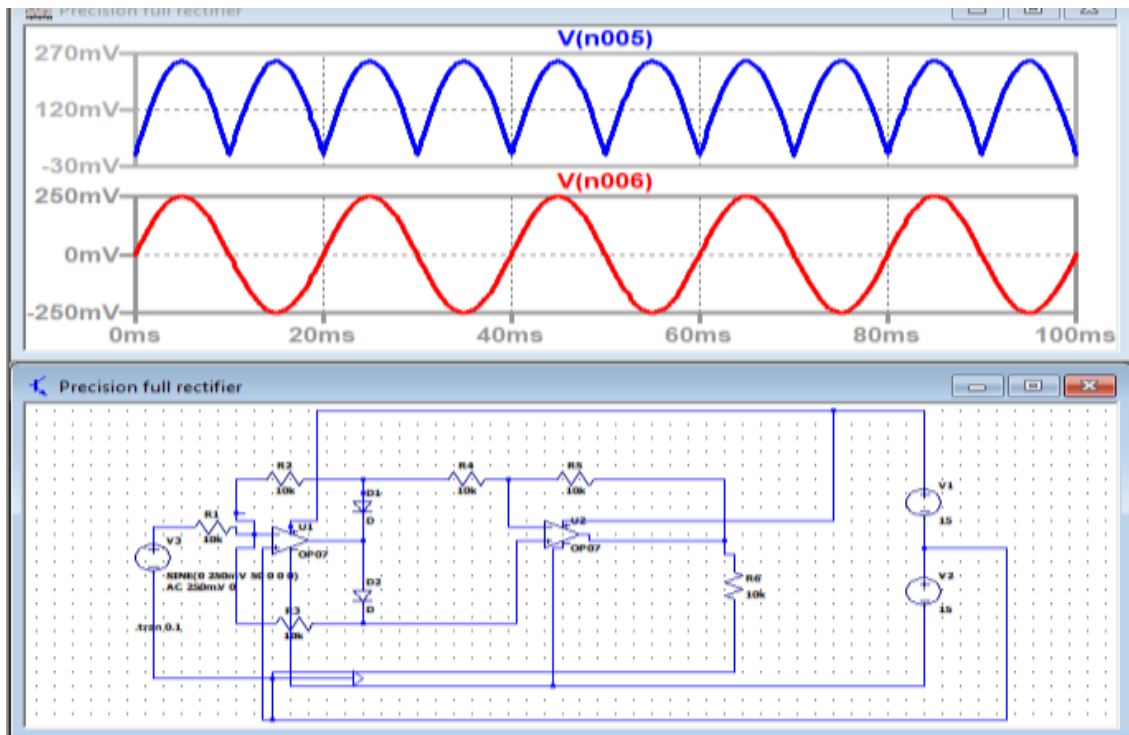 Precision full rectifier
V(n005)
270mV
120mV
-30mV
V(n006)
250mV
0mV
-250mV
0ms 20ms 40ms 60ms 80ms 100ms
Precision full rectifier
R2
10k
R4
10k
R5
10k
D1
D
V1
15
R1
10k
U1
OP07
U2
OP07
V3
SINE(0 250mV 50 0 0 0)
AC 250mV 0
D2
D
R6
10k
V2
15
R3
10k
.tran 0.1